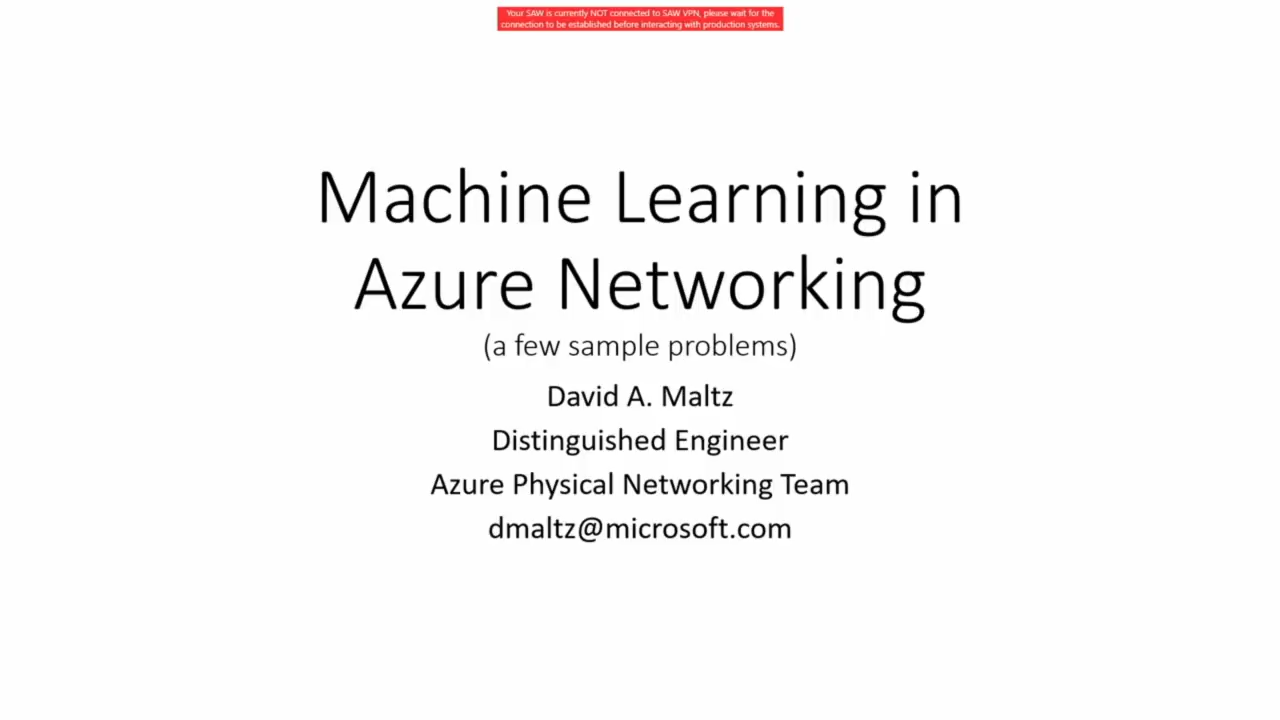 Your SAW is currently NOT connected to SAW VPN, please wait for the
connection to be established before interacting with production systems.
Machine Learning in
Azure Networking
(a few sample problems)
David A. Maltz
Distinguished Engineer
Azure Physical Networking Team
dmaltz@microsoft.com